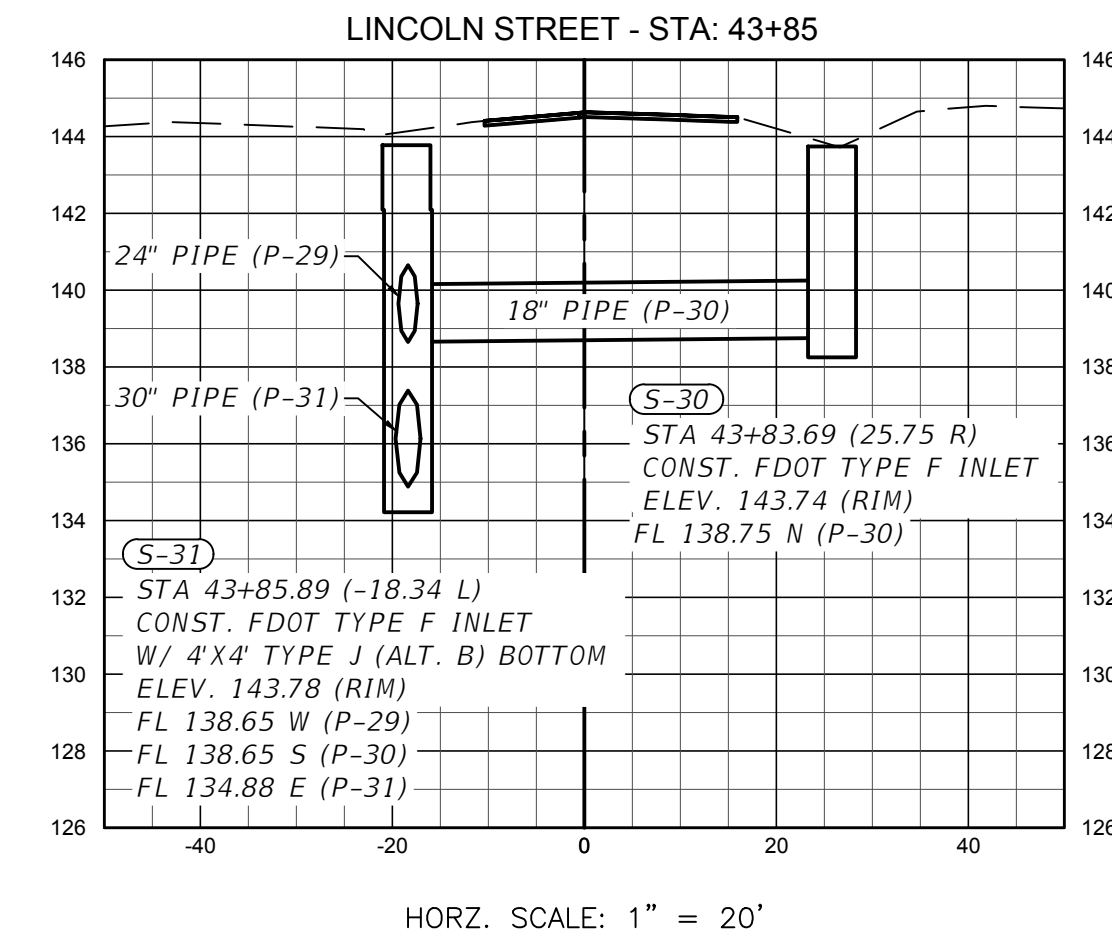 LINCOLN STREET - STA: 43+85
146 146
144 144
142 142
24" PIPE (P-29)
140 140
18" PIPE (P-30)
138 138
30" PIPE (P-31)
S-30
STA 43+83.69 (25.75 R)
136 136
CONST. FDOT TYPE F INLET
ELEV. 143.74 (RIM)
134 134
FL 138.75 N (P-30)
S-31
STA 43+85.89 (-18.34 L)
132 132
CONST. FDOT TYPE F INLET
W/ 4'X4' TYPE J (ALT. B) BOTTOM
130 130
ELEV. 143.78 (RIM)
FL 138.65 W (P-29)
128 128
FL 138.65 S (P-30)
FL 134.88 E (P-31)
126 126
-40 -20 0 20 40
HORZ. SCALE: 1" = 20'